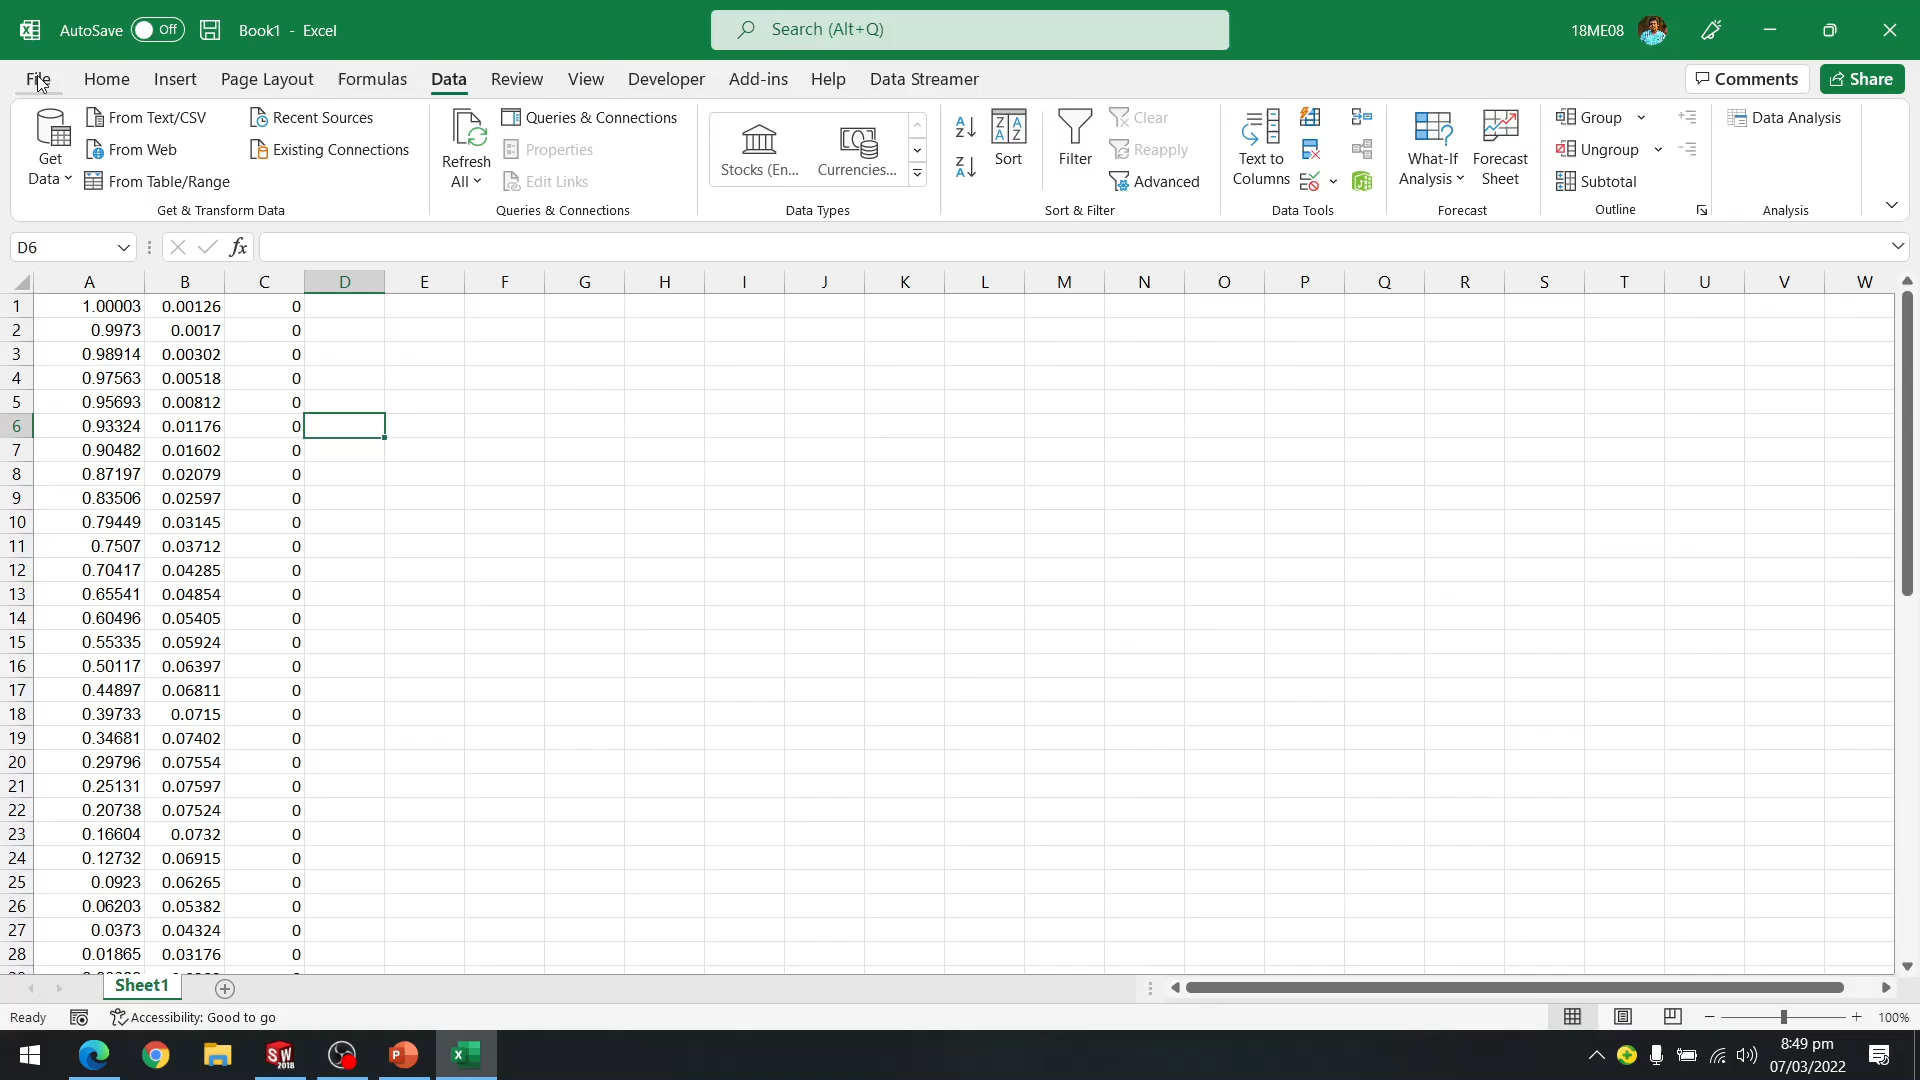 AutoSave Off Book1 - Excel Search (Alt+Q) 18ME08
File Home Insert Page Layout Formulas Data Review View Developer Add-ins Help Data Streamer Comments Share
Get Data
From Text/CSV
From Web
From Table/Range
Recent Sources
Existing Connections
Get & Transform Data
Refresh All
Queries & Connections
Properties
Edit Links
Queries & Connections
Stocks (En... Currencies...
Data Types
Sort
Filter
Clear
Reapply
Advanced
Sort & Filter
Text to Columns
Data Tools
What-If Analysis
Forecast Sheet
Forecast
Group
Ungroup
Subtotal
Outline
Data Analysis
Analysis
D6 fx
A B C D E F G H I J K L M N O P Q R S T U V W
1 1.00003 0.00126 0
2 0.9973 0.0017 0
3 0.98914 0.00302 0
4 0.97563 0.00518 0
5 0.95693 0.00812 0
6 0.93324 0.01176 0
7 0.90482 0.01602 0
8 0.87197 0.02079 0
9 0.83506 0.02597 0
10 0.79449 0.03145 0
11 0.7507 0.03712 0
12 0.70417 0.04285 0
13 0.65541 0.04854 0
14 0.60496 0.05405 0
15 0.55335 0.05924 0
16 0.50117 0.06397 0
17 0.44897 0.06811 0
18 0.39733 0.0715 0
19 0.34681 0.07402 0
20 0.29796 0.07554 0
21 0.25131 0.07597 0
22 0.20738 0.07524 0
23 0.16604 0.0732 0
24 0.12732 0.06915 0
25 0.0923 0.06265 0
26 0.06203 0.05382 0
27 0.0373 0.04324 0
28 0.01865 0.03176 0
Sheet1
Ready Accessibility: Good to go 100%
8:49 pm
07/03/2022